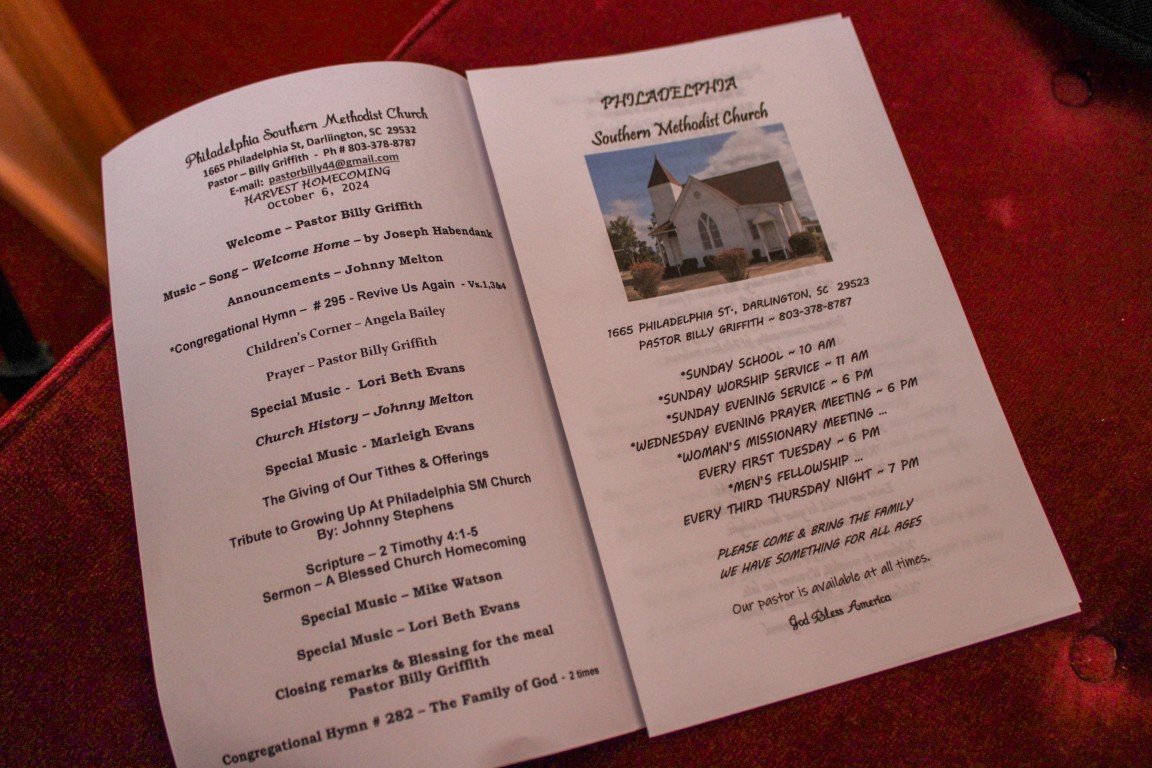 Philadelphia Southern Methodist Church
1665 Philadelphia St, Darliington, SC 29532
Pastor – Billy Griffith - Ph # 803-378-8787
E-mail: pastorbilly44@gmail.com
HARVEST HOMECOMING
October 6, 2024
Welcome – Pastor Billy Griffith
Music – Song – Welcome Home – by Joseph Habendank
Announcements – Johnny Melton
*Congregational Hymn – # 295 - Revive Us Again - Vs.1,3&4
Children's Corner – Angela Bailey
Prayer – Pastor Billy Griffith
Special Music - Lori Beth Evans
Church History – Johnny Melton
Special Music - Marleigh Evans
The Giving of Our Tithes & Offerings
Tribute to Growing Up At Philadelphia SM Church
By: Johnny Stephens
Scripture – 2 Timothy 4:1-5
Sermon – A Blessed Church Homecoming
Special Music – Mike Watson
Special Music – Lori Beth Evans
Closing remarks & Blessing for the meal
Pastor Billy Griffith
Congregational Hymn # 282 – The Family of God - 2 times
PHILADELPHIA
Southern Methodist Church
1665 PHILADELPHIA ST., DARLINGTON, SC 29523
PASTOR BILLY GRIFFITH ~ 803-378-8787
*SUNDAY SCHOOL ~ 10 AM
*SUNDAY WORSHIP SERVICE ~ 11 AM
*SUNDAY EVENING SERVICE ~ 6 PM
*WEDNESDAY EVENING PRAYER MEETING ~ 6 PM
*WOMAN'S MISSIONARY MEETING ...
EVERY FIRST TUESDAY ~ 6 PM
*MEN'S FELLOWSHIP ...
EVERY THIRD THURSDAY NIGHT ~ 7 PM
PLEASE COME & BRING THE FAMILY
WE HAVE SOMETHING FOR ALL AGES
Our pastor is available at all times.
God Bless America